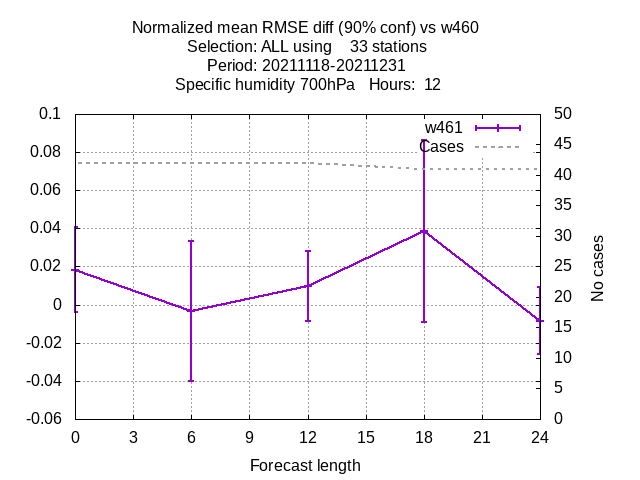 Normalized mean RMSE diff (90% conf) vs w460
Selection: ALL using 33 stations
Period: 20211118-20211231
Specific humidity 700hPa Hours: 12
w461
Cases
0.1
0.08
0.06
0.04
0.02
0
-0.02
-0.04
-0.06
50
45
40
35
30
25
20
15
10
5
0
No cases
0 3 6 9 12 15 18 21 24
Forecast length